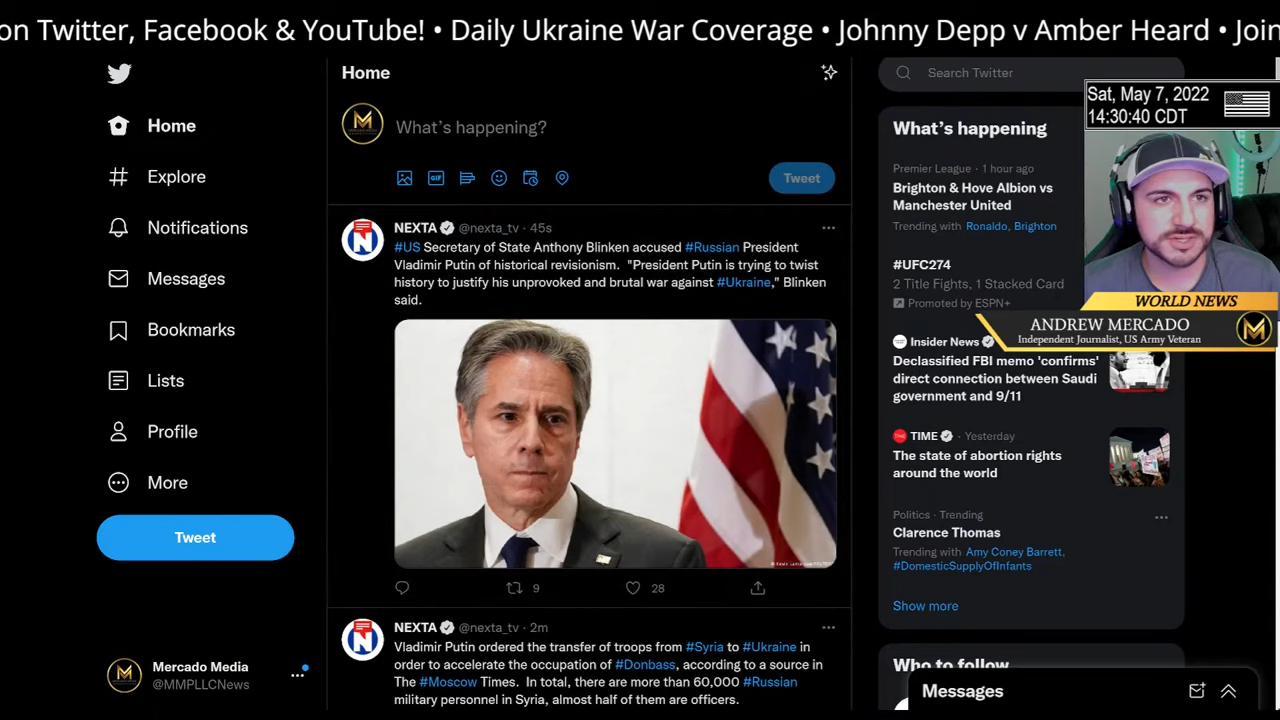 on Twitter, Facebook & YouTube! • Daily Ukraine War Coverage • Johnny Depp v Amber Heard • Join
Home
Explore
Notifications
Messages
Bookmarks
Lists
Profile
More
Tweet
Mercado Media
@MMPLLCNews
Home
What's happening?
GIF
Tweet
NEXTA @nexta_tv · 45s
#US Secretary of State Anthony Blinken accused #Russian President
Vladimir Putin of historical revisionism. "President Putin is trying to twist
history to justify his unprovoked and brutal war against #Ukraine," Blinken
said.
9
28
NEXTA @nexta_tv · 2m
Vladimir Putin ordered the transfer of troops from #Syria to #Ukraine in
order to accelerate the occupation of #Donbass, according to a source in
The #Moscow Times. In total, there are more than 60,000 #Russian
military personnel in Syria, almost half of them are officers.
Search Twitter
Sat, May 7, 2022
14:30:40 CDT
What's happening
Premier League · 1 hour ago
Brighton & Hove Albion vs
Manchester United
Trending with Ronaldo, Brighton
#UFC274
2 Title Fights, 1 Stacked Card
Promoted by ESPN+
WORLD NEWS
ANDREW MERCADO
Independent Journalist, US Army Veteran
Insider News
Declassified FBI memo 'confirms'
direct connection between Saudi
government and 9/11
TIME · Yesterday
The state of abortion rights
around the world
Politics · Trending
Clarence Thomas
Trending with Amy Coney Barrett,
#DomesticSupplyOfInfants
Show more
Who to follow
Messages